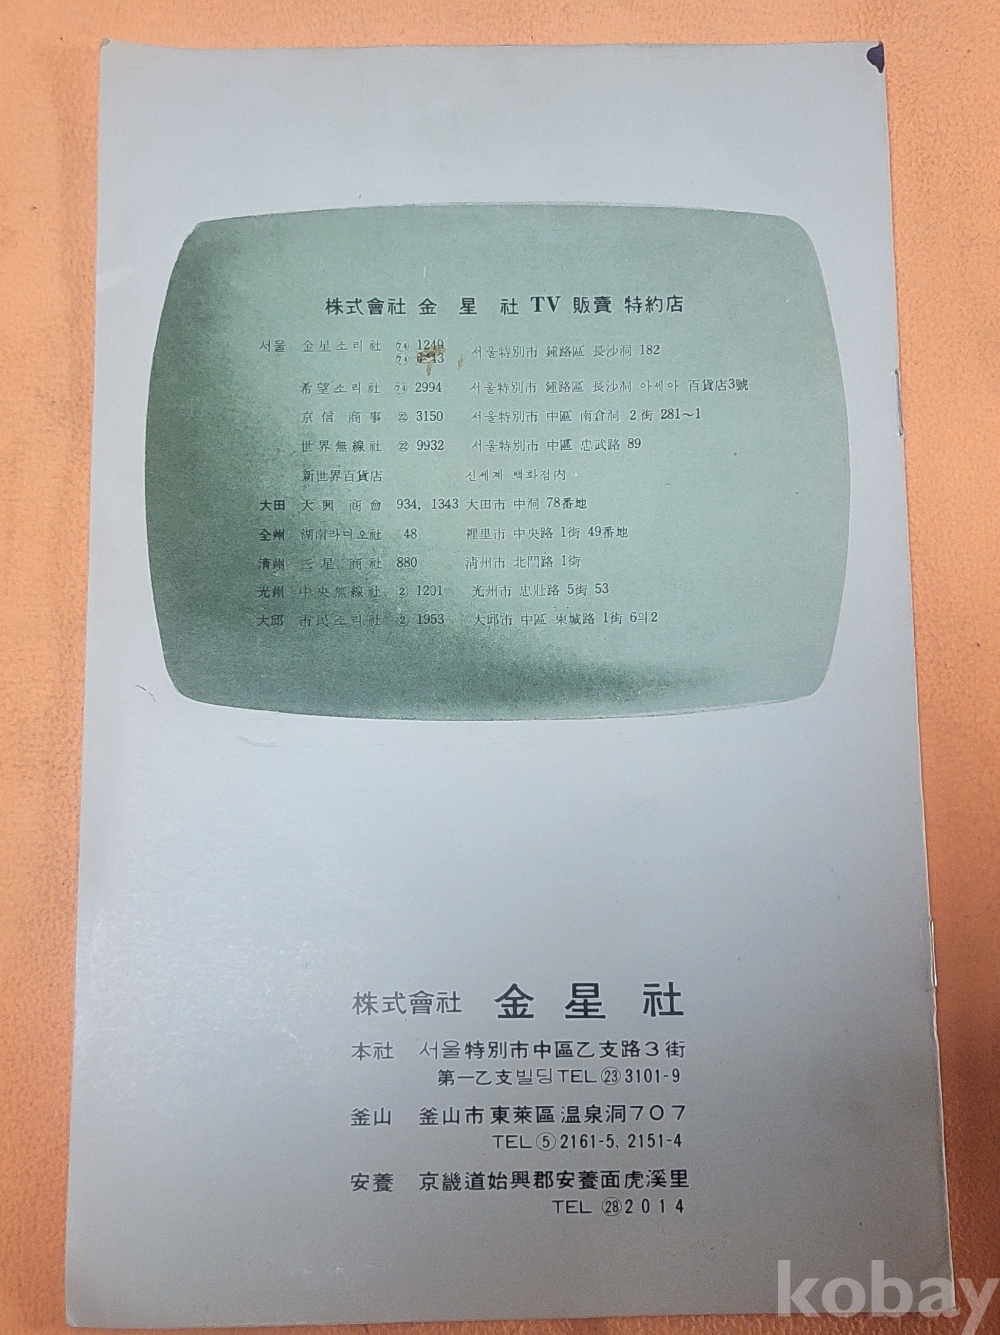 株式會社 金 星 社 TV 販賣 特約店
서울 金星소리社 ㉔ 1249 서울特別市 鍾路區 長沙洞 182
希望소리社 2994 서울特別市 鍾路區 長沙洞 아세아 百貨店3號
京信 商事 ㉒ 3150 서울特別市 中區 南倉洞 2街 281~1
世界無線社 ㉒ 9932 서울特別市 中區 忠武路 89
新世界百貨店 신세계 백화점内
大田 大興 商會 934, 1343 大田市 中洞 78番地
全州 湖南라디오社 48 裡里市 中央路 1街 49番地
淸州 三星 商社 880 淸州市 北門路 1街
光州 中央無線社 ② 1201 光州市 忠壯路 5街 53
大邱 市民소리社 ② 1953 大邱市 中區 東城路 1街 6의2
株式會社 金 星 社
本社 서울特別市中區乙支路3街
第一乙支빌딩 TEL ㉓ 3101-9
釜山 釜山市東萊區溫泉洞707
TEL ⑤ 2161-5, 2151-4
安養 京畿道始興郡安養面虎溪里
TEL ㉘ 2014
kobay